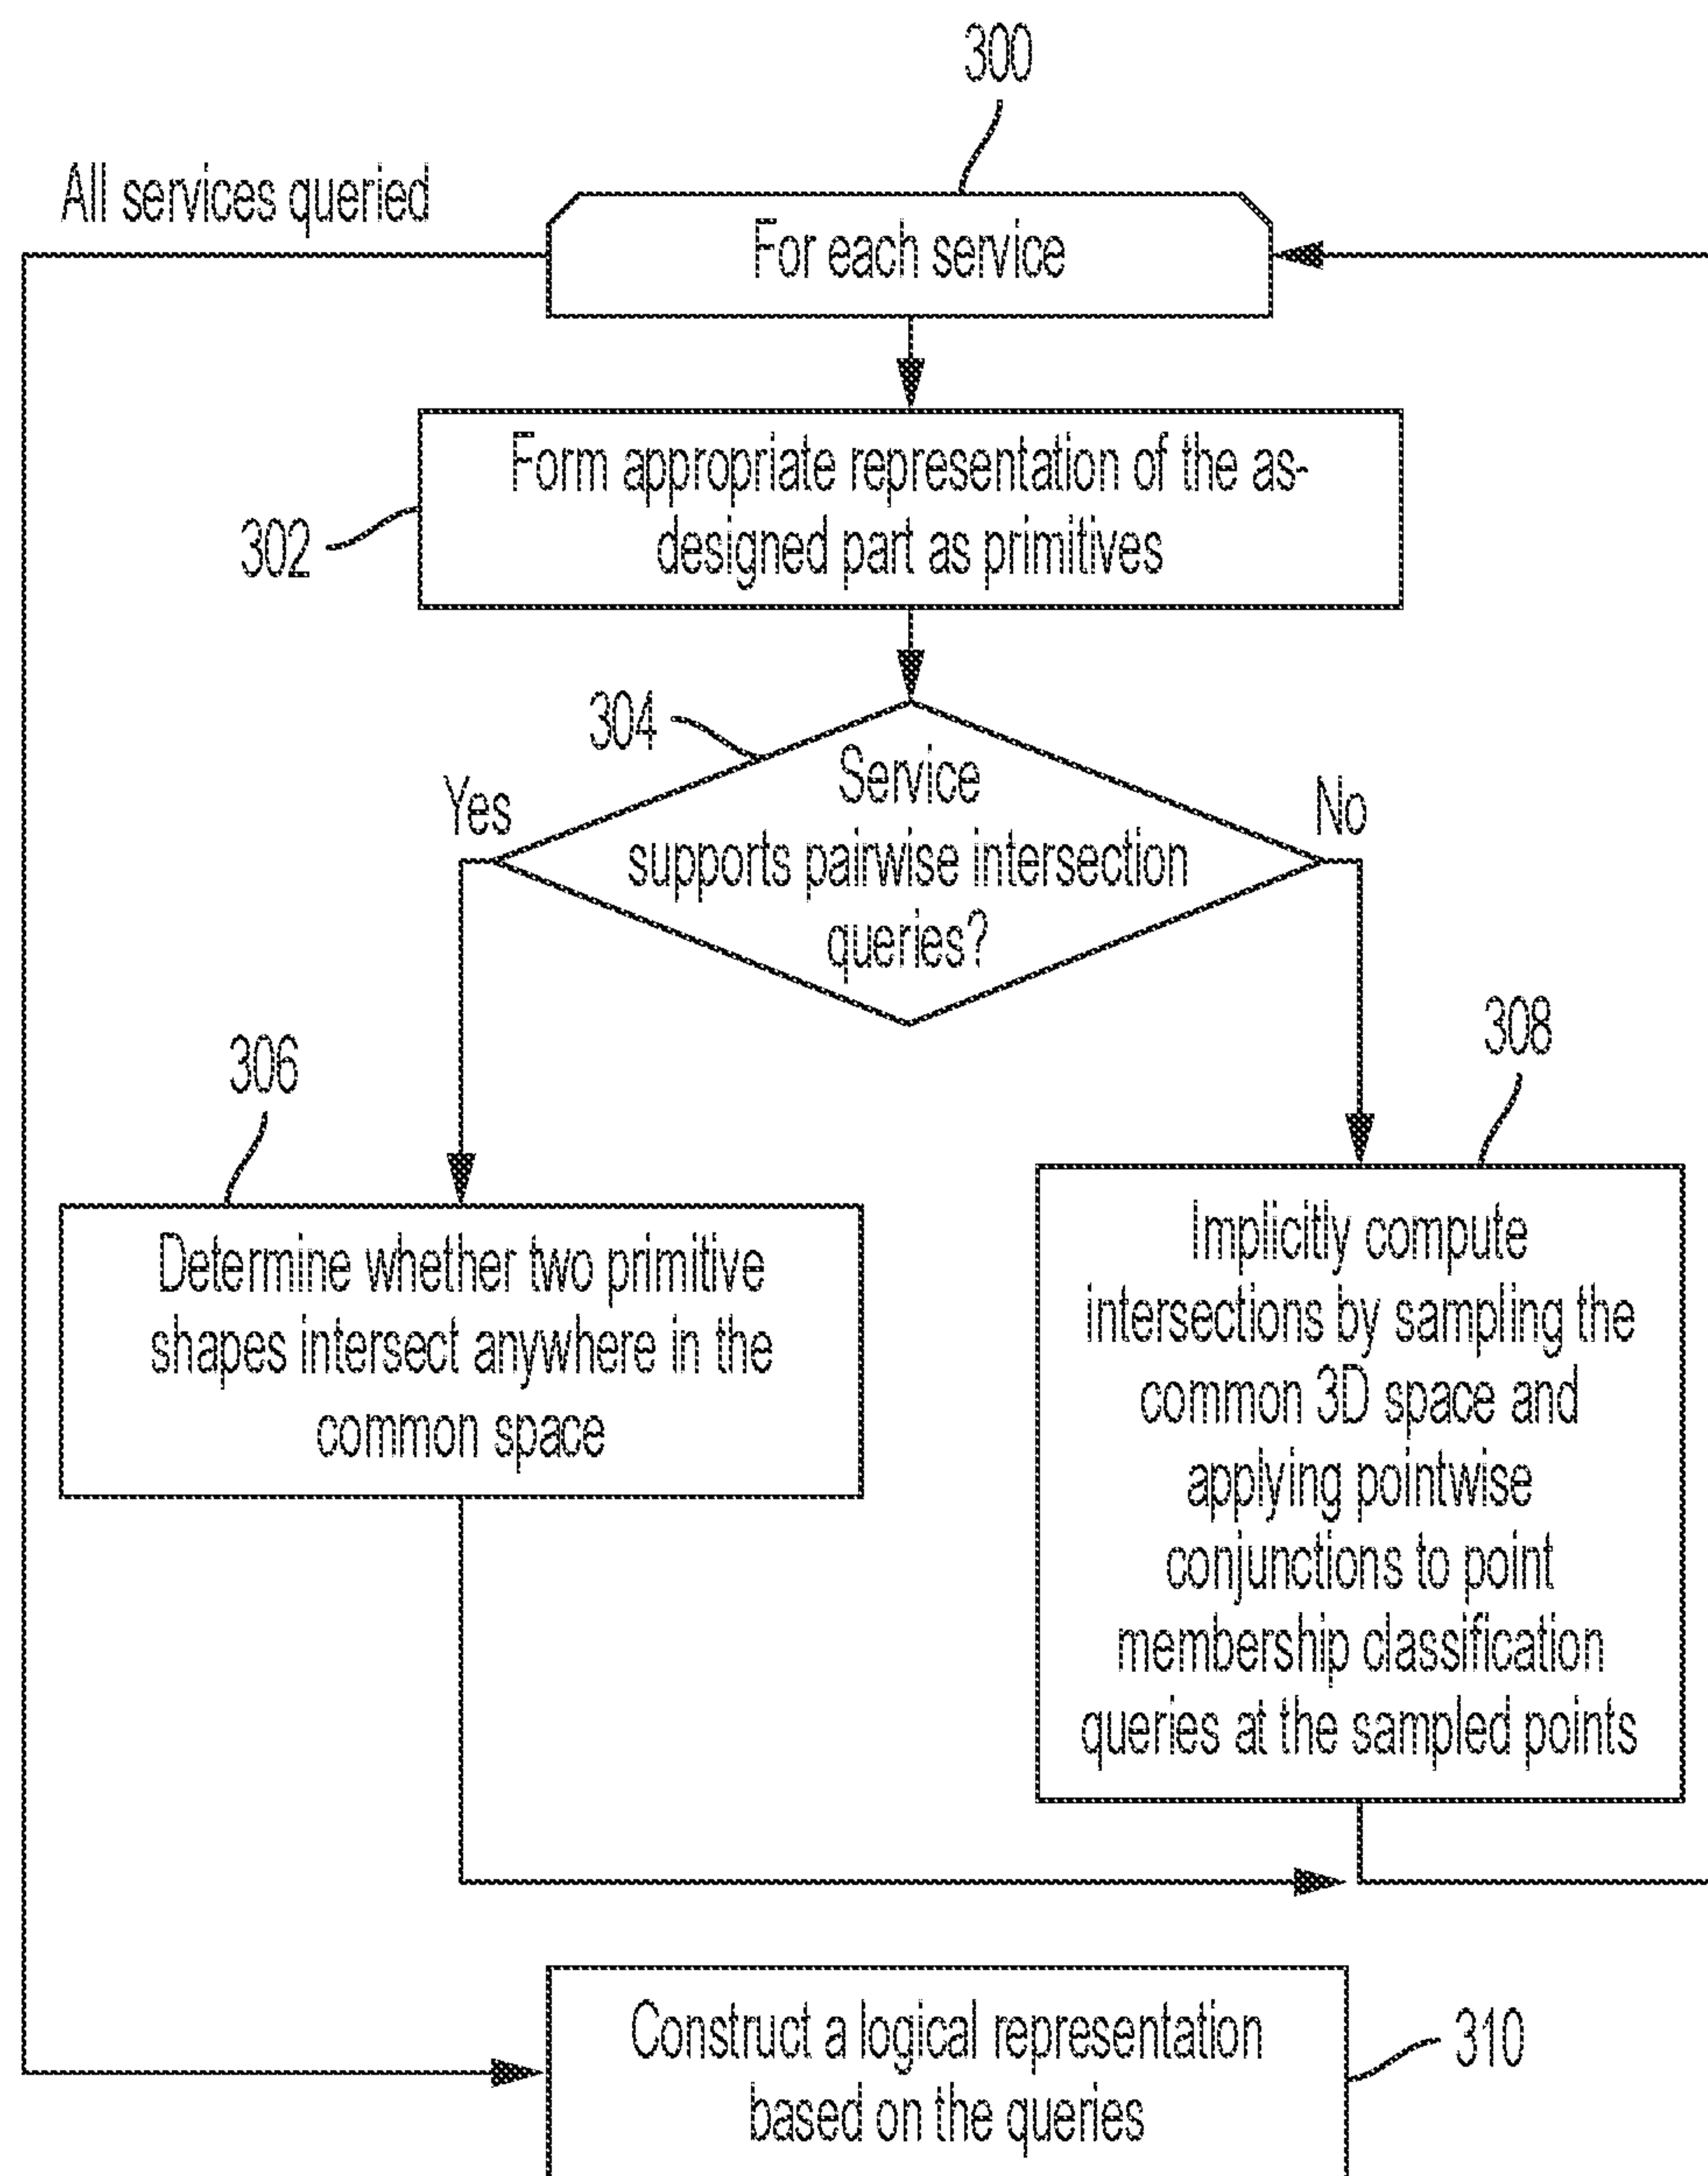 300
All services queried
For each service
Form appropriate representation of the as-
designed part as primitives
302
304
Service
supports pairwise intersection
queries?
Yes
No
306
308
Determine whether two primitive
shapes intersect anywhere in the
common space
Implicitly compute
intersections by sampling the
common 3D space and
applying pointwise
conjunctions to point
membership classification
queries at the sampled points
Construct a logical representation
based on the queries
310